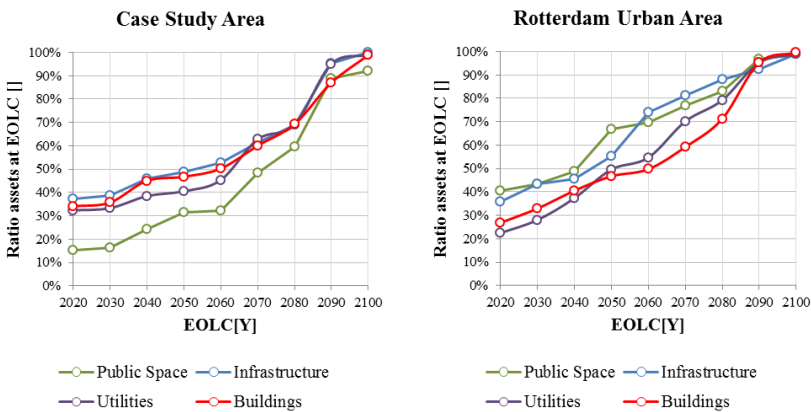 Case Study Area
Ratio assets at EOLC []
100%
90%
80%
70%
60%
50%
40%
30%
20%
10%
0%
2020 2030 2040 2050 2060 2070 2080 2090 2100
EOLC[Y]
Public Space Infrastructure
Utilities Buildings
Rotterdam Urban Area
Ratio assets at EOLC []
100%
90%
80%
70%
60%
50%
40%
30%
20%
10%
0%
2020 2030 2040 2050 2060 2070 2080 2090 2100
EOLC[Y]
Public Space Infrastructure
Utilities Buildings